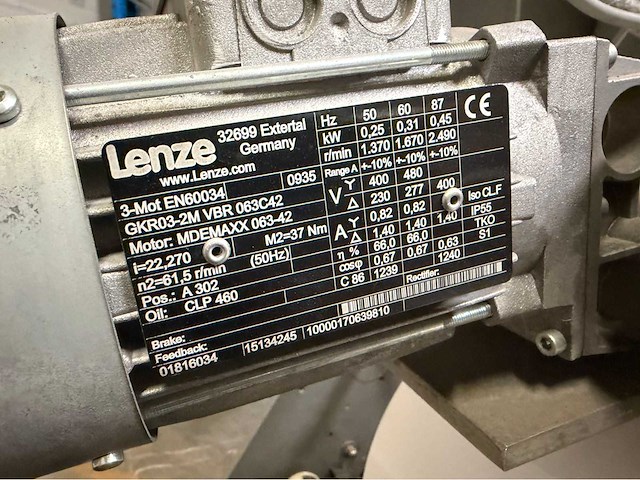 Lenze 32699 Extertal
Germany
www.Lenze.com
3-Mot EN60034 0935
GKR03-2M VBR 063C42
Motor: MDEMAXX 063-42
i=22,270 M2=37 Nm
n2=61,5 r/min (50Hz)
Pos.: A 302
Oil: CLP 460
Brake:
Feedback:
01816034 15134245 10000170639810
Hz 50 60 87 CE
kW 0,25 0,31 0,45
r/min 1.370 1.670 2.490
Range A +-10% +-10% +-10%
V Y 400 480
Δ 230 277 400 Iso CLF
A Y 0,82 0,82 IP55
Δ 1,40 1,40 1,40 TKO
η % 66,0 66,0 S1
cosφ 0,67 0,67 0,63
C 86 1239 1240
Rectifier: